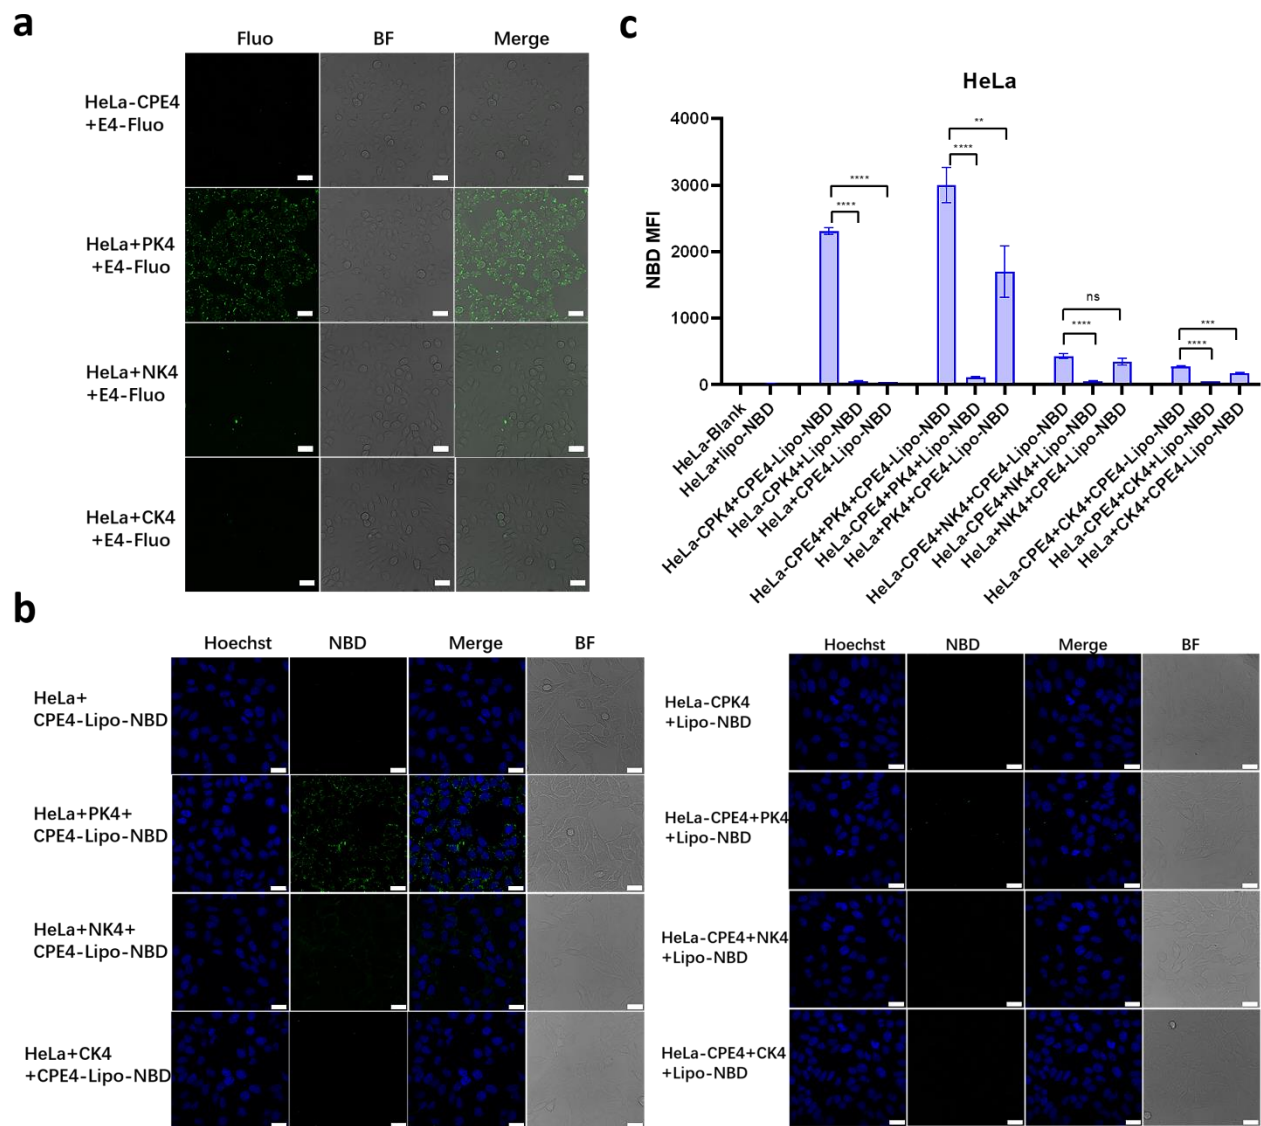 a
Fluo BF Merge
HeLa-CPE4
+E4-Fluo
HeLa+PK4
+E4-Fluo
HeLa+NK4
+E4-Fluo
HeLa+CK4
+E4-Fluo
c
HeLa
NBD MFI
4000
3000
2000
1000
0
**** ****
**** **
**** ns
**** ***
HeLa-Blank
HeLa+lipo-NBD
HeLa-CPK4+CPE4-Lipo-NBD
HeLa-CPK4+Lipo-NBD
HeLa+CPE4-Lipo-NBD
HeLa-CPE4+PK4+CPE4-Lipo-NBD
HeLa-CPE4+PK4+Lipo-NBD
HeLa+PK4+CPE4-Lipo-NBD
HeLa-CPE4+NK4+CPE4-Lipo-NBD
HeLa-CPE4+NK4+Lipo-NBD
HeLa+NK4+CPE4-Lipo-NBD
HeLa-CPE4+CK4+CPE4-Lipo-NBD
HeLa-CPE4+CK4+Lipo-NBD
HeLa+CK4+CPE4-Lipo-NBD
b
Hoechst NBD Merge BF
HeLa+
CPE4-Lipo-NBD
HeLa+PK4+
CPE4-Lipo-NBD
HeLa+NK4+
CPE4-Lipo-NBD
HeLa+CK4
+CPE4-Lipo-NBD
Hoechst NBD Merge BF
HeLa-CPK4
+Lipo-NBD
HeLa-CPE4+PK4
+Lipo-NBD
HeLa-CPE4+NK4
+Lipo-NBD
HeLa-CPE4+CK4
+Lipo-NBD